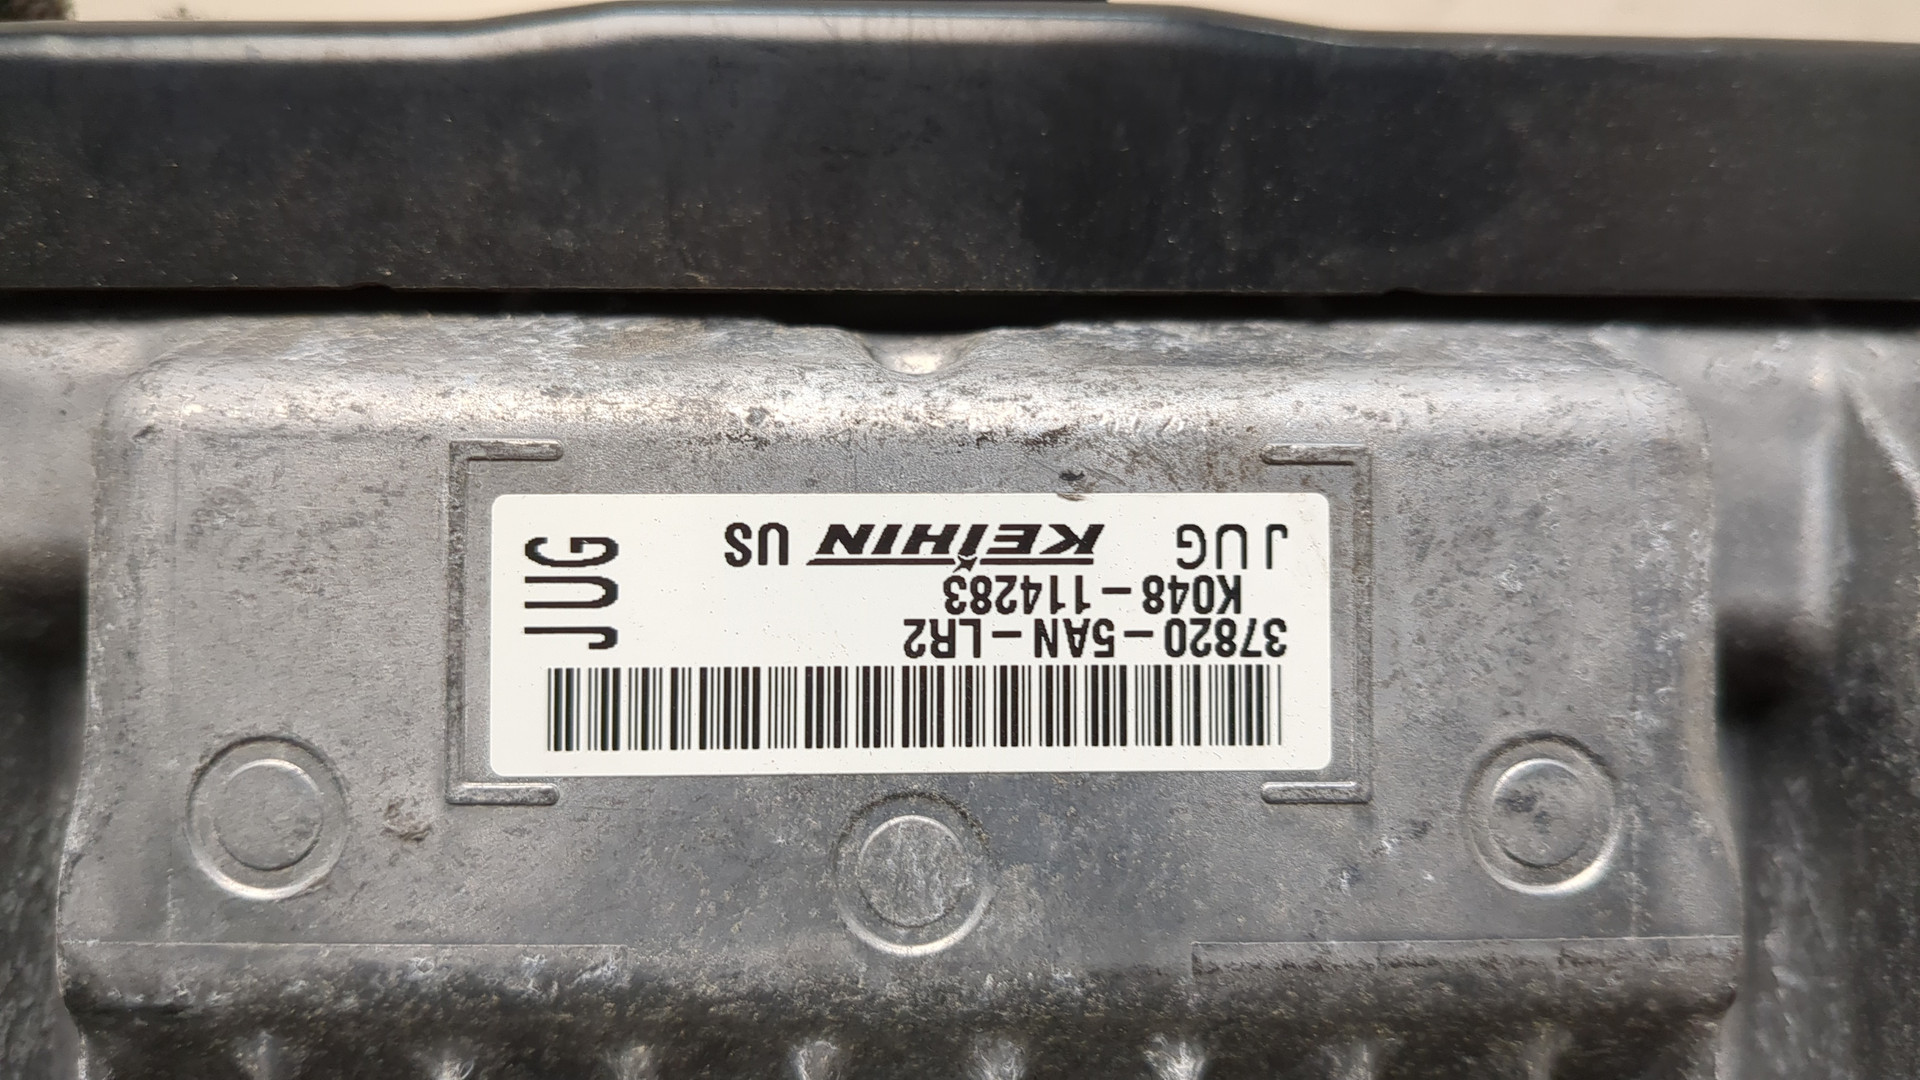 37820-5AN-LR2
K048-114283
JUG KEIHIN US
JUG